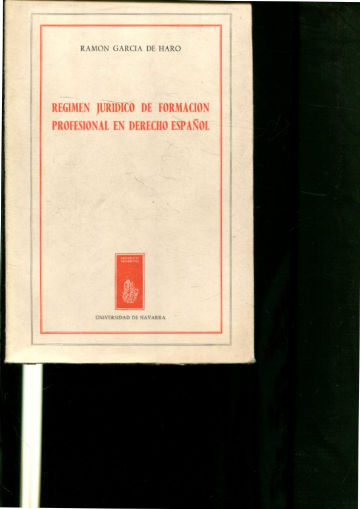 RAMON GARCIA DE HARO
REGIMEN JURIDICO DE FORMACION
PROFESIONAL EN DERECHO ESPAÑOL
UNIVERSIDAD DE NAVARRA